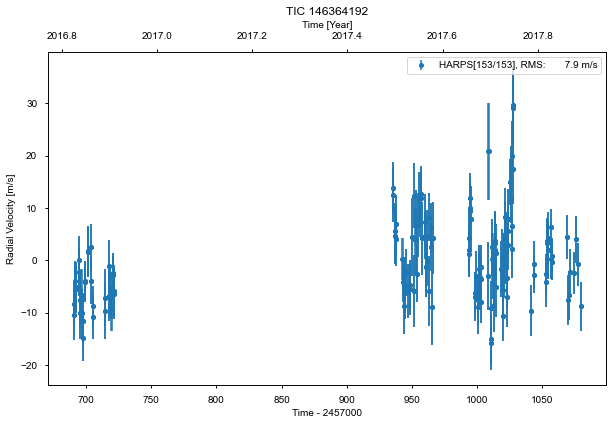 TIC 146364192
Time [Year]
2016.8 2017.0 2017.2 2017.4 2017.6 2017.8
HARPS[153/153], RMS: 7.9 m/s
Radial Velocity [m/s]
30
20
10
0
−10
−20
700 750 800 850 900 950 1000 1050
Time - 2457000